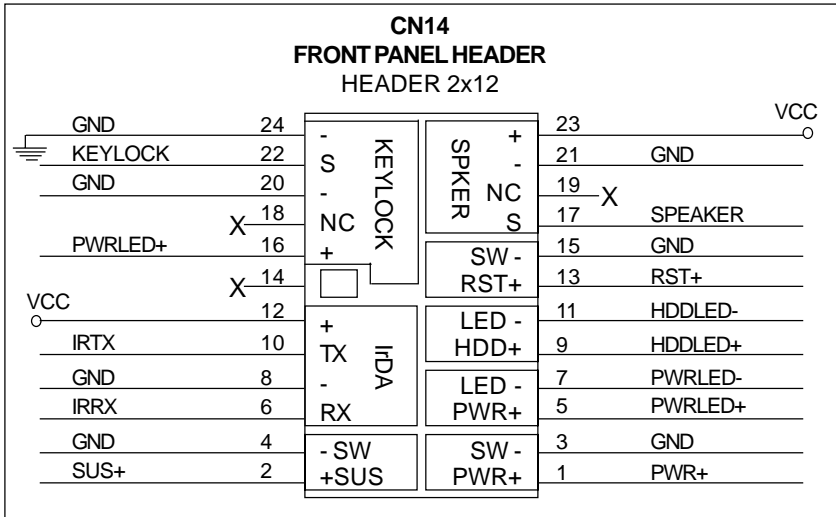 CN14
FRONT PANEL HEADER
HEADER 2x12
VCC
GND 24 - + 23
KEYLOCK 22 S - 21 GND
GND 20 - NC 19 X
X 18 NC S 17 SPEAKER
KEYLOCK SPKER
PWRLED+ 16 + SW - 15 GND
X 14 RST+ 13 RST+
VCC
12 + LED - 11 HDDLED-
IRTX 10 TX HDD+ 9 HDDLED+
IrDA
GND 8 - LED - 7 PWRLED-
IRRX 6 RX PWR+ 5 PWRLED+
GND 4 - SW SW - 3 GND
SUS+ 2 +SUS PWR+ 1 PWR+